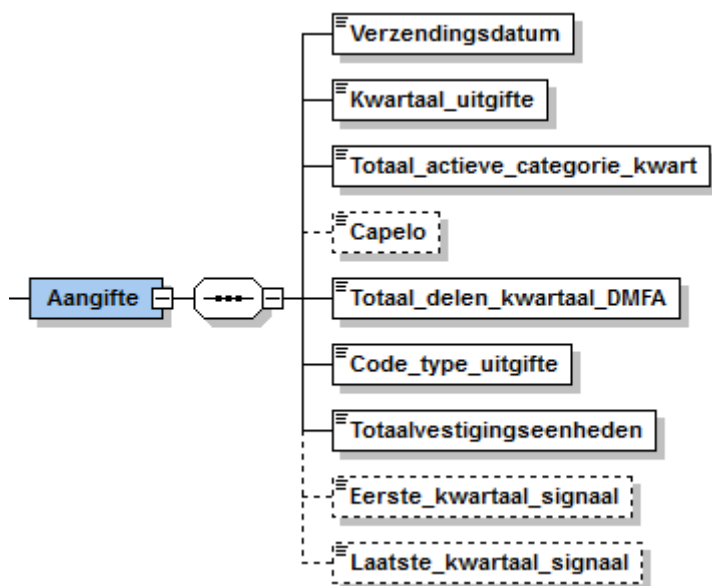 Verzendingsdatum
Kwartaal_uitgifte
Totaal_actieve_categorie_kwart
Capelo
Aangifte
Totaal_delen_kwartaal_DMFA
Code_type_uitgifte
Totaalvestigingseenheden
Eerste_kwartaal_signaal
Laatste_kwartaal_signaal